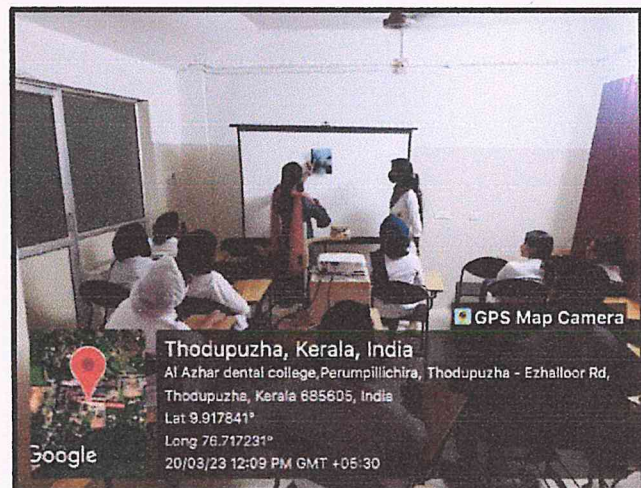 GPS Map Camera
Thodupuzha, Kerala, India
Al Azhar dental college,Perumpillichira, Thodupuzha - Ezhalloor Rd,
Thodupuzha, Kerala 685605, India
Lat 9.917841°
Long 76.717231°
20/03/23 12:09 PM GMT +05:30
Google